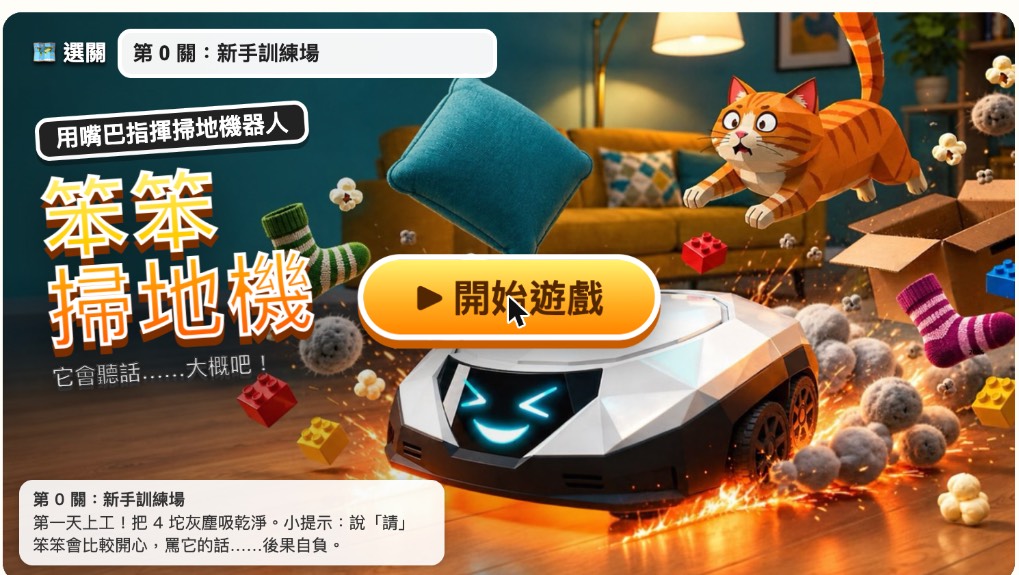 選關
第 0 關：新手訓練場
用嘴巴指揮掃地機器人
笨笨
掃地機
它會聽話……大概吧！
▶ 開始遊戲
第 0 關：新手訓練場
第一天上工！把 4 坨灰塵吸乾淨。小提示：說「請」
笨笨會比較開心，罵它的話……後果自負。